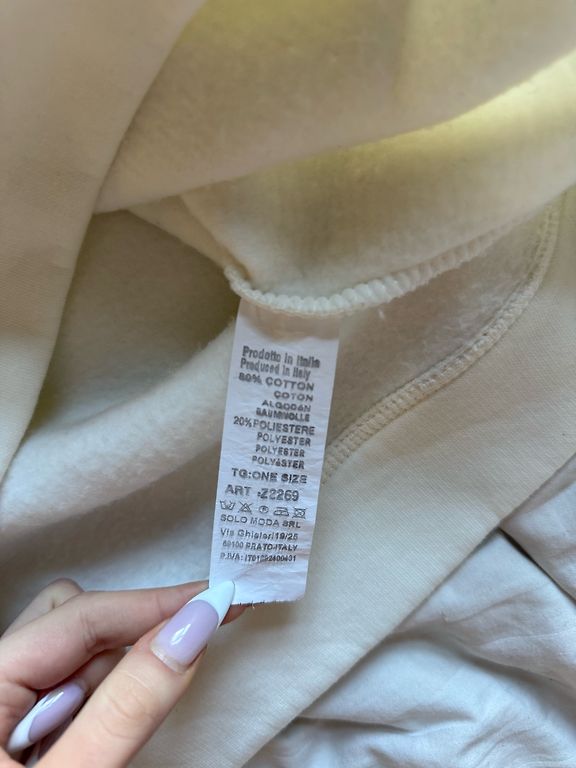 Prodotto in Italia
Produced in Italy
80% COTTON
COTON
ALGODAN
BAUMWOLLE
20%POLIESTERE
POLYESTER
POLYESTER
POLYESTER
TG:ONE SIZE
ART -Z2269
SOLO MODA SRL
Via Ghisleri 19/25
59100 PRATO-ITALY
P.IVA: